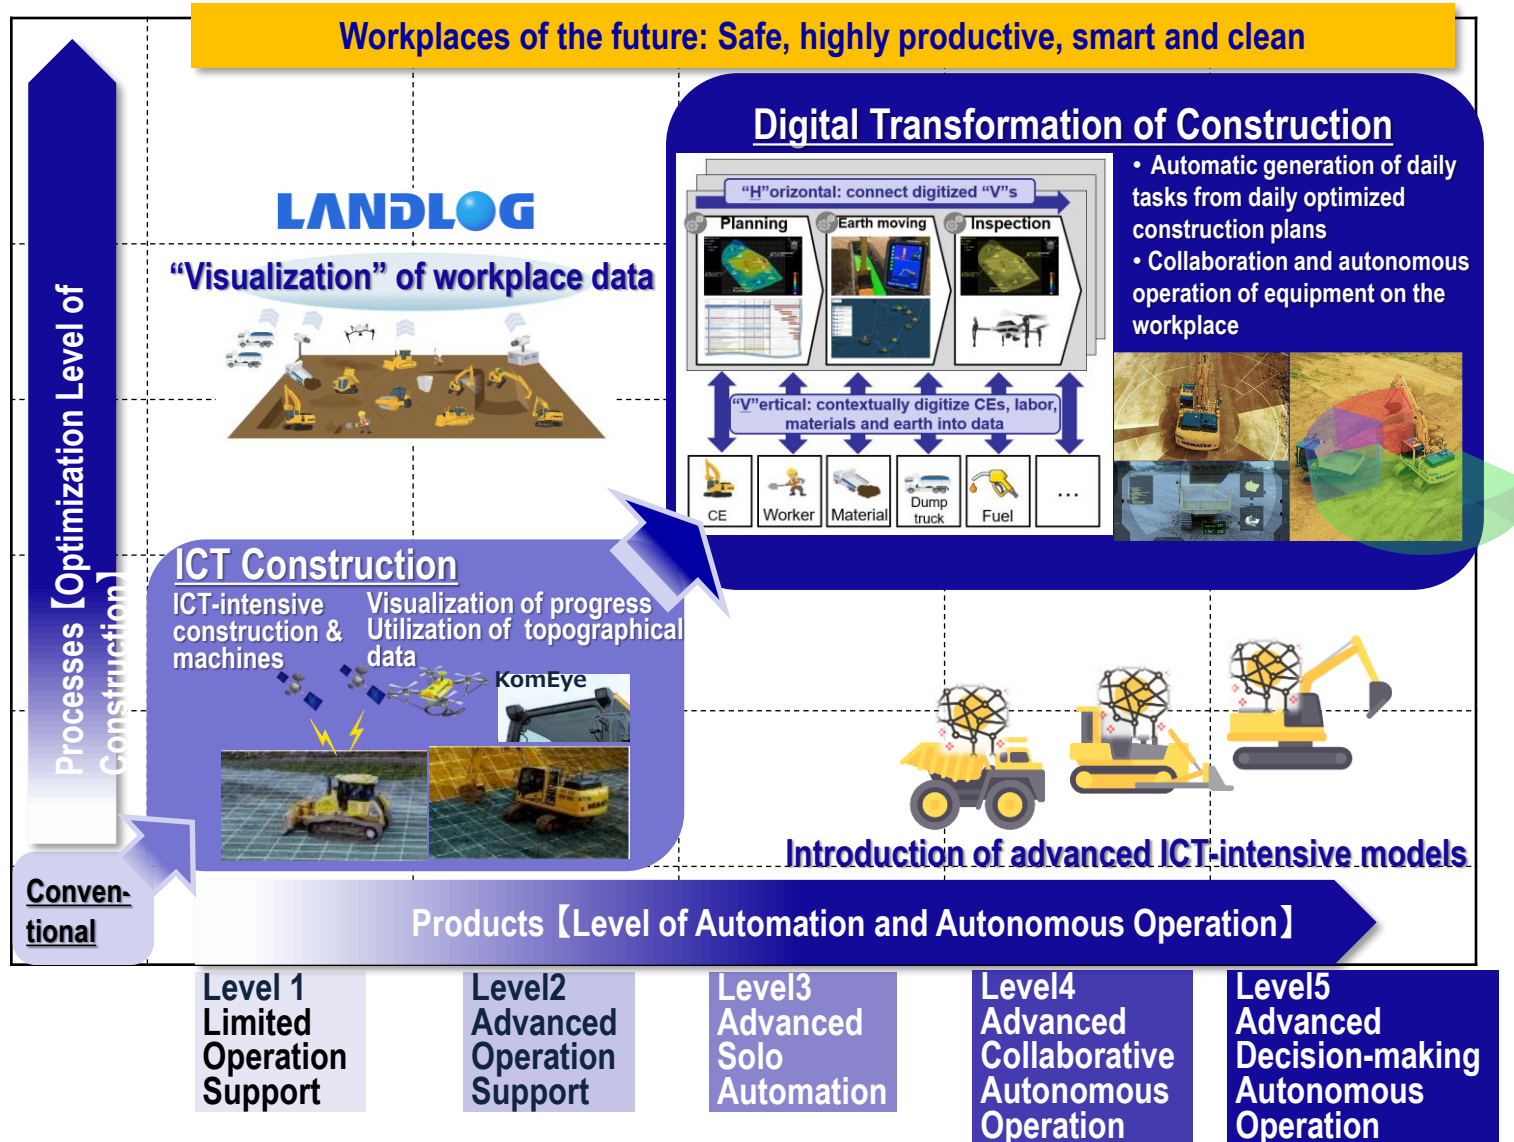 Workplaces of the future: Safe, highly productive, smart and clean
Digital Transformation of Construction
• Automatic generation of daily
tasks from daily optimized
construction plans
• Collaboration and autonomous
operation of equipment on the
workplace
"H"orizontal: connect digitized "V"s
Planning
Earth moving
Inspection
"V"ertical: contextually digitize CEs, labor,
materials and earth into data
CE
Worker
Material
Dump
truck
Fuel
...
KOMATSU
LANDLOG
“Visualization” of workplace data
Processes【Optimization Level of
Construction】
ICT Construction
ICT-intensive
construction &
machines
Visualization of progress
Utilization of topographical
data
KomEye
Introduction of advanced ICT-intensive models
Conven-
tional
Products【Level of Automation and Autonomous Operation】
Level 1
Limited
Operation
Support
Level2
Advanced
Operation
Support
Level3
Advanced
Solo
Automation
Level4
Advanced
Collaborative
Autonomous
Operation
Level5
Advanced
Decision-making
Autonomous
Operation